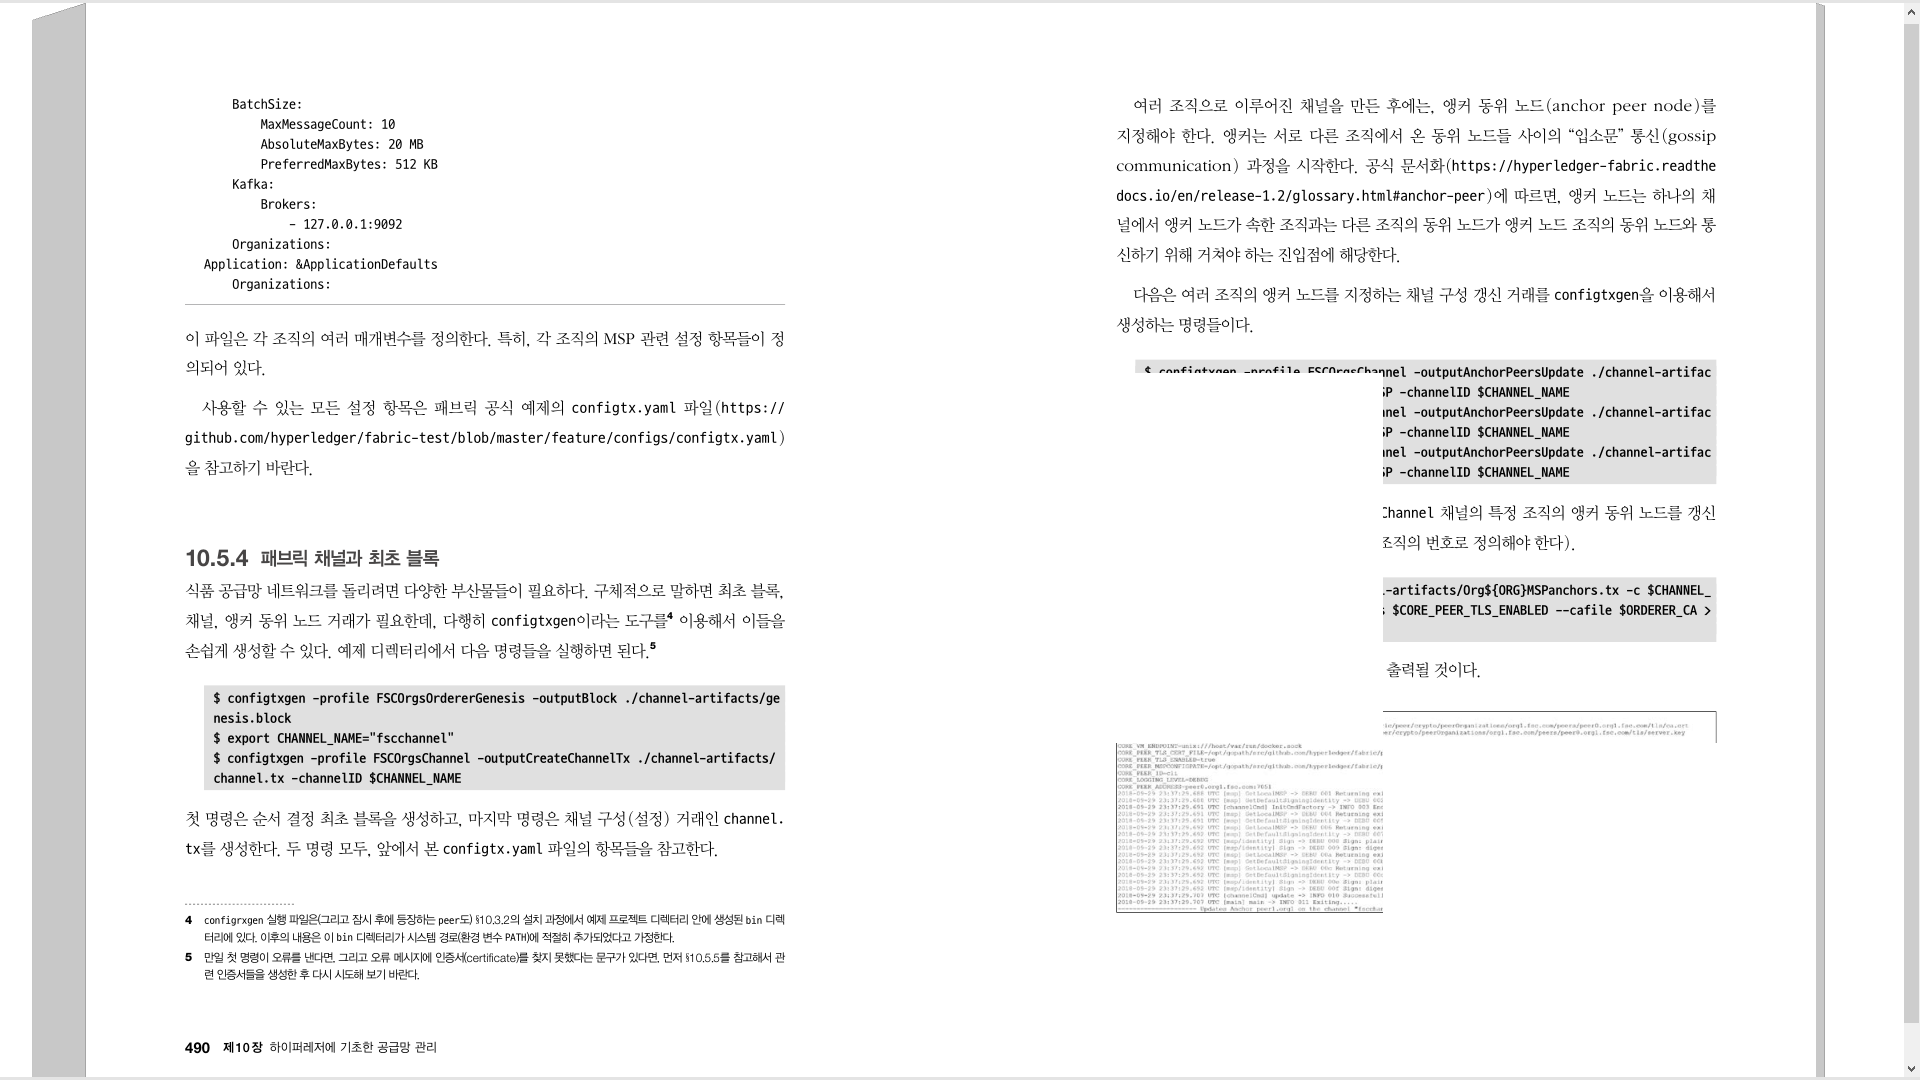 BatchSize:
MaxMessageCount: 10
AbsoluteMaxBytes: 20 MB
PreferredMaxBytes: 512 KB
Kafka:
Brokers:
- 127.0.0.1:9092
Organizations:
Application: &ApplicationDefaults
Organizations:
이 파일은 각 조직의 여러 매개변수를 정의한다. 특히, 각 조직의 MSP 관련 설정 항목들이 정
의되어 있다.
사용할 수 있는 모든 설정 항목은 패브릭 공식 예제의 configtx.yaml 파일(https://
github.com/hyperledger/fabric-test/blob/master/feature/configs/configtx.yaml)
을 참고하기 바란다.
10.5.4 패브릭 채널과 최초 블록
식품 공급망 네트워크를 돌리려면 다양한 부산물들이 필요하다. 구체적으로 말하면 최초 블록,
채널, 앵커 동위 노드 거래가 필요한데, 다행히 configtxgen이라는 도구를4 이용해서 이들을
손쉽게 생성할 수 있다. 예제 디렉터리에서 다음 명령들을 실행하면 된다.5
$ configtxgen -profile FSCOrgsOrdererGenesis -outputBlock ./channel-artifacts/ge
nesis.block
$ export CHANNEL_NAME="fscchannel"
$ configtxgen -profile FSCOrgsChannel -outputCreateChannelTx ./channel-artifacts/
channel.tx -channelID $CHANNEL_NAME
첫 명령은 순서 결정 최초 블록을 생성하고, 마지막 명령은 채널 구성(설정) 거래인 channel.
tx를 생성한다. 두 명령 모두, 앞에서 본 configtx.yaml 파일의 항목들을 참고한다.
4 configrxgen 실행 파일은(그리고 잠시 후에 등장하는 peer도) §10.3.2의 설치 과정에서 예제 프로젝트 디렉터리 안에 생성된 bin 디렉
터리에 있다. 이후의 내용은 이 bin 디렉터리가 시스템 경로(환경 변수 PATH)에 적절히 추가되었다고 가정한다.
5 만일 첫 명령이 오류를 낸다면, 그리고 오류 메시지에 인증서(certificate)를 찾지 못했다는 문구가 있다면, 먼저 §10.5.5를 참고해서 관
련 인증서들을 생성한 후 다시 시도해 보기 바란다.
490 제10장 하이퍼레저에 기초한 공급망 관리
여러 조직으로 이루어진 채널을 만든 후에는, 앵커 동위 노드(anchor peer node)를
지정해야 한다. 앵커는 서로 다른 조직에서 온 동위 노드들 사이의 “입소문” 통신(gossip
communication) 과정을 시작한다. 공식 문서화(https://hyperledger-fabric.readthe
docs.io/en/release-1.2/glossary.html#anchor-peer)에 따르면, 앵커 노드는 하나의 채
널에서 앵커 노드가 속한 조직과는 다른 조직의 동위 노드가 앵커 노드 조직의 동위 노드와 통
신하기 위해 거쳐야 하는 진입점에 해당한다.
다음은 여러 조직의 앵커 노드를 지정하는 채널 구성 갱신 거래를 configtxgen을 이용해서
생성하는 명령들이다.
$ configtxgen -profile FSCOrgsChannel -outputAnchorPeersUpdate ./channel-artifac
SP -channelID $CHANNEL_NAME
nnel -outputAnchorPeersUpdate ./channel-artifac
SP -channelID $CHANNEL_NAME
nnel -outputAnchorPeersUpdate ./channel-artifac
SP -channelID $CHANNEL_NAME
Channel 채널의 특정 조직의 앵커 동위 노드를 갱신
조직의 번호로 정의해야 한다).
-artifacts/Org${ORG}MSPanchors.tx -c $CHANNEL_
$CORE_PEER_TLS_ENABLED --cafile $ORDERER_CA >
출력될 것이다.
CORE_VM_ENDPOINT=unix:///host/var/run/docker.sock
CORE_PEER_TLS_ENABLED=true
CORE_PEER_ID=cli
CORE_LOGGING_LEVEL=DEBUG
CORE_PEER_ADDRESS=peer0.org1.fsc.com:7051